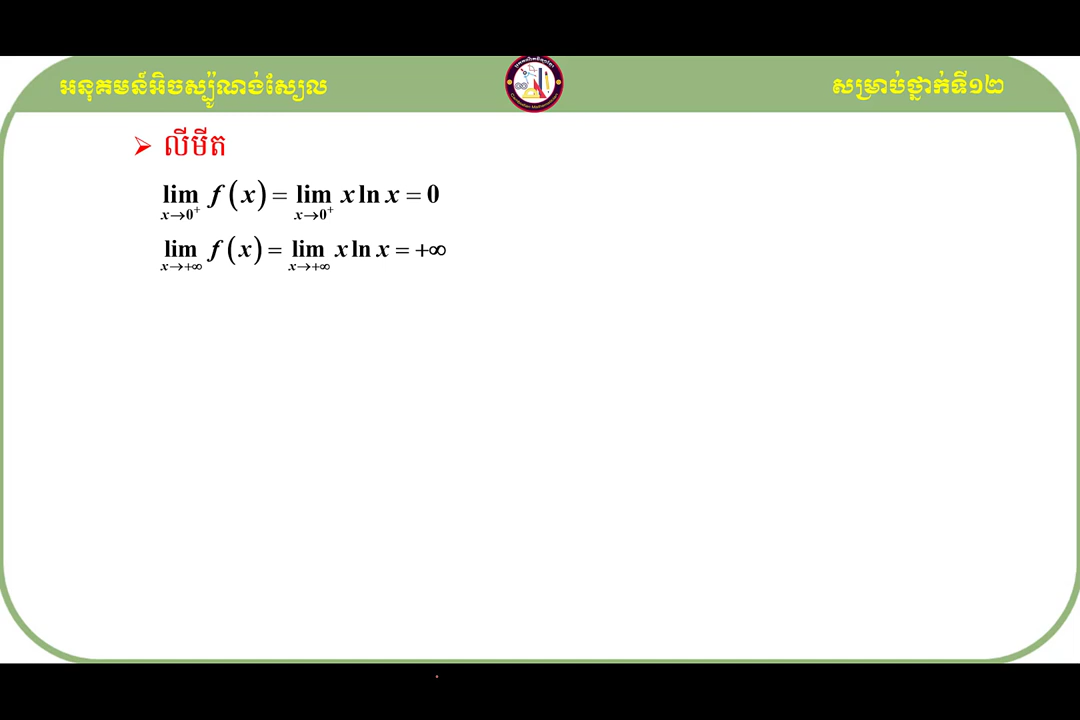 អនុគមន៍អិចស្ប៉ូណង់ស្យែល
សម្រាប់ថ្នាក់ទី១២
➢ លីមីត
lim x→0⁺ f(x) = lim x→0⁺ x ln x = 0
lim x→+∞ f(x) = lim x→+∞ x ln x = +∞